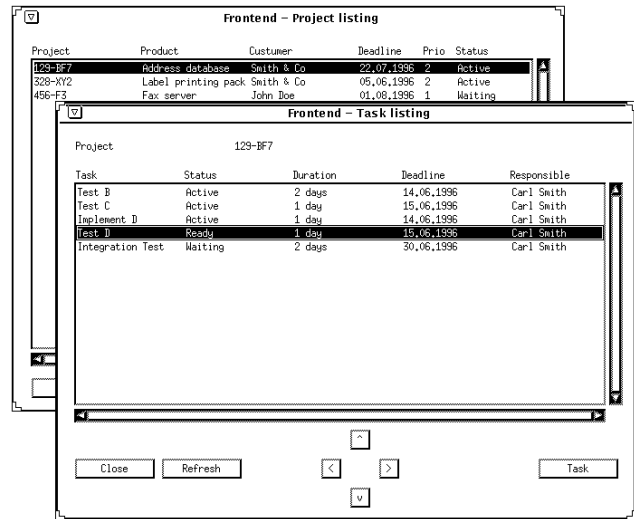 Frontend – Project listing
Project Product Custumer Deadline Prio Status
129-BF7 Address database Smith & Co 22.07.1996 2 Active
328-XY2 Label printing pack Smith & Co 05.06.1996 2 Active
456-F3 Fax server John Doe 01.08.1996 1 Waiting
Frontend – Task listing
Project 129-BF7
Task Status Duration Deadline Responsible
Test B Active 2 days 14.06.1996 Carl Smith
Test C Active 1 day 15.06.1996 Carl Smith
Implement D Active 1 day 14.06.1996 Carl Smith
Test D Ready 1 day 15.06.1996 Carl Smith
Integration Test Waiting 2 days 30.06.1996 Carl Smith
^
Close Refresh < > Task
v